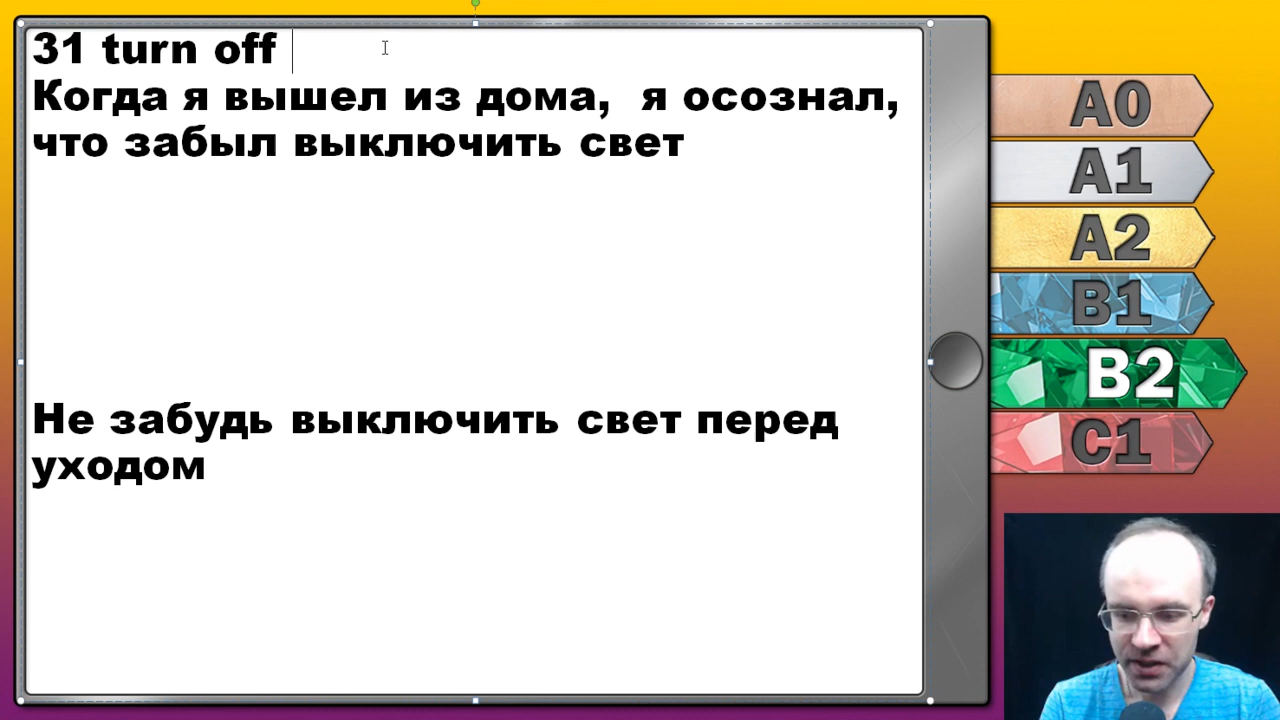 31 turn off
Когда я вышел из дома, я осознал,
что забыл выключить свет
Не забудь выключить свет перед
уходом
A0
A1
A2
B1
B2
C1